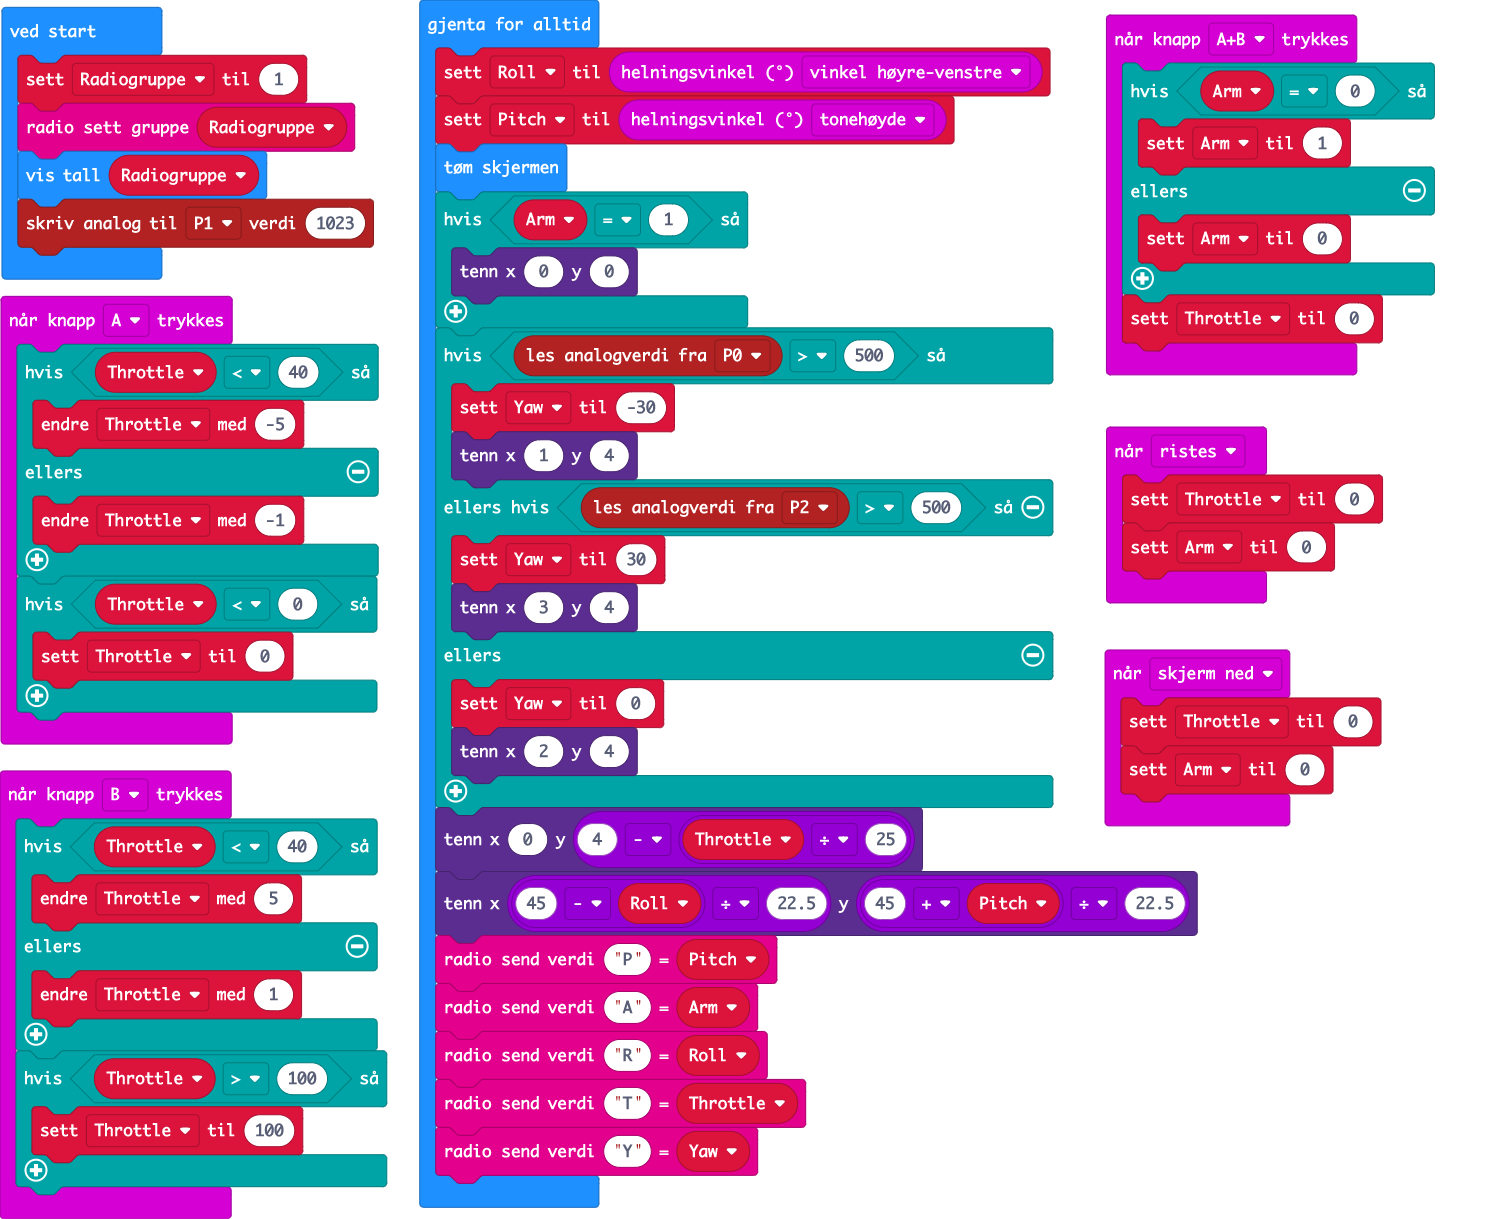 ved start
sett Radiogruppe til 1
radio sett gruppe Radiogruppe
vis tall Radiogruppe
skriv analog til P1 verdi 1023
når knapp A trykkes
hvis Throttle < 40 så
endre Throttle med -5
ellers
endre Throttle med -1
hvis Throttle < 0 så
sett Throttle til 0
når knapp B trykkes
hvis Throttle < 40 så
endre Throttle med 5
ellers
endre Throttle med 1
hvis Throttle > 100 så
sett Throttle til 100
gjenta for alltid
sett Roll til helningsvinkel (°) vinkel høyre-venstre
sett Pitch til helningsvinkel (°) tonehøyde
tøm skjermen
hvis Arm = 1 så
tenn x 0 y 0
hvis les analogverdi fra P0 > 500 så
sett Yaw til -30
tenn x 1 y 4
ellers hvis les analogverdi fra P2 > 500 så
sett Yaw til 30
tenn x 3 y 4
ellers
sett Yaw til 0
tenn x 2 y 4
tenn x 0 y 4 - Throttle ÷ 25
tenn x 45 - Roll ÷ 22.5 y 45 + Pitch ÷ 22.5
radio send verdi "P" = Pitch
radio send verdi "A" = Arm
radio send verdi "R" = Roll
radio send verdi "T" = Throttle
radio send verdi "Y" = Yaw
når knapp A+B trykkes
hvis Arm = 0 så
sett Arm til 1
ellers
sett Arm til 0
sett Throttle til 0
når ristes
sett Throttle til 0
sett Arm til 0
når skjerm ned
sett Throttle til 0
sett Arm til 0